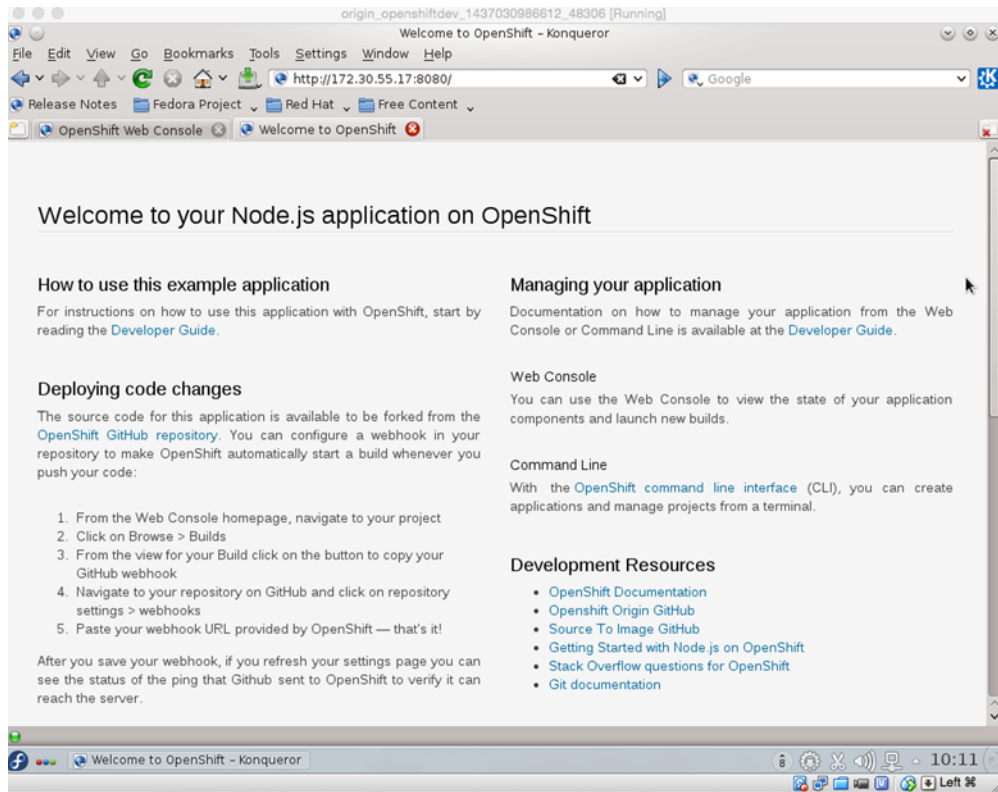 origin_openshiftdev_1437030986612_48306 [Running]
Welcome to OpenShift – Konqueror
File Edit View Go Bookmarks Tools Settings Window Help
http://172.30.55.17:8080/
Google
Release Notes Fedora Project Red Hat Free Content
OpenShift Web Console Welcome to OpenShift
Welcome to your Node.js application on OpenShift
How to use this example application
For instructions on how to use this application with OpenShift, start by
reading the Developer Guide.
Deploying code changes
The source code for this application is available to be forked from the
OpenShift GitHub repository. You can configure a webhook in your
repository to make OpenShift automatically start a build whenever you
push your code:
1. From the Web Console homepage, navigate to your project
2. Click on Browse > Builds
3. From the view for your Build click on the button to copy your
GitHub webhook
4. Navigate to your repository on GitHub and click on repository
settings > webhooks
5. Paste your webhook URL provided by OpenShift — that's it!
After you save your webhook, if you refresh your settings page you can
see the status of the ping that Github sent to OpenShift to verify it can
reach the server.
Managing your application
Documentation on how to manage your application from the Web
Console or Command Line is available at the Developer Guide.
Web Console
You can use the Web Console to view the state of your application
components and launch new builds.
Command Line
With the OpenShift command line interface (CLI), you can create
applications and manage projects from a terminal.
Development Resources
• OpenShift Documentation
• Openshift Origin GitHub
• Source To Image GitHub
• Getting Started with Node.js on OpenShift
• Stack Overflow questions for OpenShift
• Git documentation
Welcome to OpenShift – Konqueror
10:11
Left ⌘